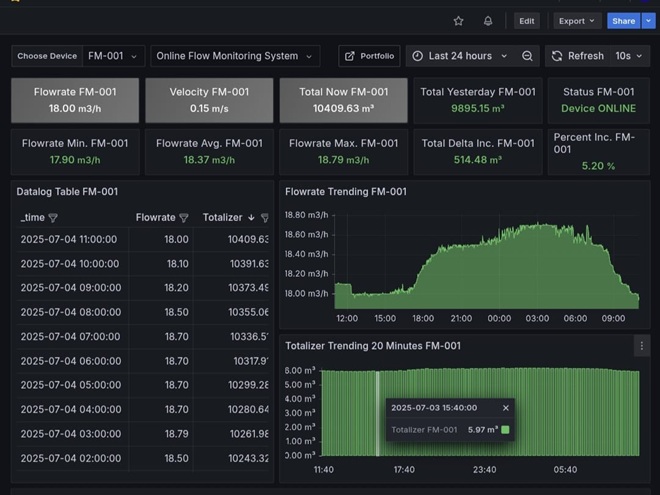 Edit
Export
Share
Choose Device
FM-001
Online Flow Monitoring System
Portfolio
Last 24 hours
Refresh
10s
Flowrate FM-001
18.00 m3/h
Velocity FM-001
0.15 m/s
Total Now FM-001
10409.63 m³
Total Yesterday FM-001
9895.15 m³
Status FM-001
Device ONLINE
Flowrate Min. FM-001
17.90 m3/h
Flowrate Avg. FM-001
18.37 m3/h
Flowrate Max. FM-001
18.79 m3/h
Total Delta Inc. FM-001
514.48 m³
Percent Inc. FM-
001
5.20 %
Datalog Table FM-001
_time Flowrate Totalizer
2025-07-04 11:00:00 18.00 10409.63
2025-07-04 10:00:00 18.10 10391.63
2025-07-04 09:00:00 18.20 10373.49
2025-07-04 08:00:00 18.50 10355.06
2025-07-04 07:00:00 18.70 10336.5
2025-07-04 06:00:00 18.70 10317.9
2025-07-04 05:00:00 18.70 10299.28
2025-07-04 04:00:00 18.70 10280.64
2025-07-04 03:00:00 18.79 10261.98
2025-07-04 02:00:00 18.50 10243.32
Flowrate Trending FM-001
18.80 m3/h
18.60 m3/h
18.40 m3/h
18.20 m3/h
18.00 m3/h
12:00 15:00 18:00 21:00 00:00 03:00 06:00 09:00
Totalizer Trending 20 Minutes FM-001
6.00 m³
5.00 m³
4.00 m³
3.00 m³
2.00 m³
1.00 m³
0.00 m³
2025-07-03 15:40:00
Totalizer FM-001 5.97 m³
11:40 17:40 23:40 05:40